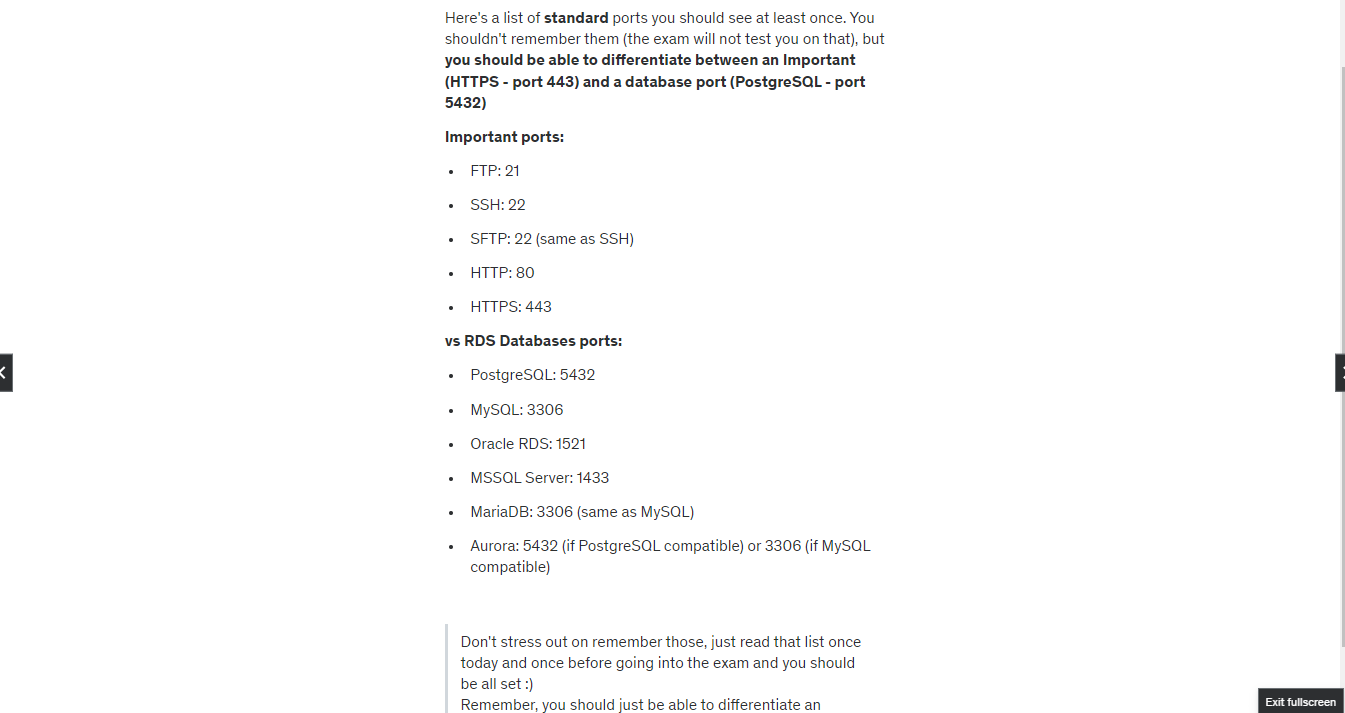 Here's a list of standard ports you should see at least once. You
shouldn't remember them (the exam will not test you on that), but
you should be able to differentiate between an Important
(HTTPS - port 443) and a database port (PostgreSQL - port
5432)
Important ports:
• FTP: 21
• SSH: 22
• SFTP: 22 (same as SSH)
• HTTP: 80
• HTTPS: 443
vs RDS Databases ports:
• PostgreSQL: 5432
• MySQL: 3306
• Oracle RDS: 1521
• MSSQL Server: 1433
• MariaDB: 3306 (same as MySQL)
• Aurora: 5432 (if PostgreSQL compatible) or 3306 (if MySQL
compatible)
Don't stress out on remember those, just read that list once
today and once before going into the exam and you should
be all set :)
Remember, you should just be able to differentiate an
Exit fullscreen